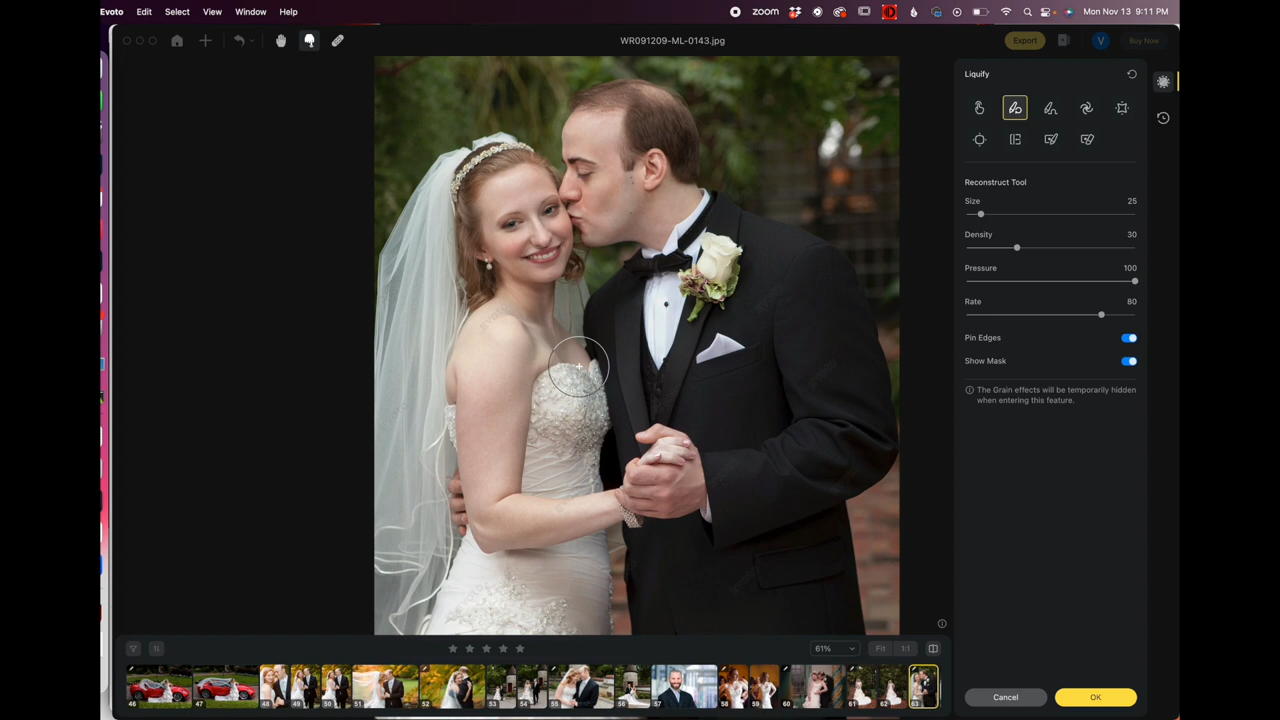 Evoto Edit Select View Window Help zoom Mon Nov 13 9:11 PM
WR091209-ML-0143.jpg Export V Buy Now
Liquify
Reconstruct Tool
Size 25
Density 30
Pressure 100
Rate 80
Pin Edges
Show Mask
The Grain effects will be temporarily hidden
when entering this feature.
61% Fit 1:1
46 47 48 49 50 51 52 53 54 55 56 57 58 59 60 61 62 63
Cancel OK